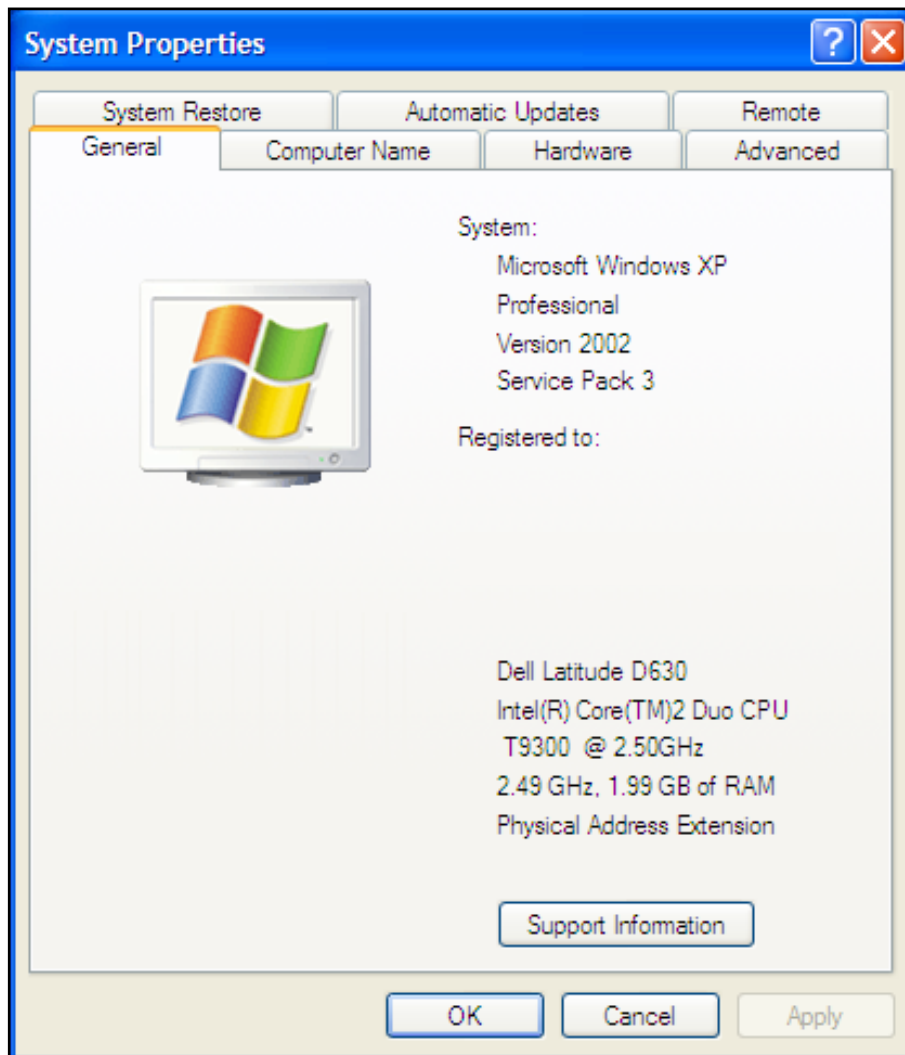 System Properties
System Restore Automatic Updates Remote
General Computer Name Hardware Advanced
System:
Microsoft Windows XP
Professional
Version 2002
Service Pack 3
Registered to:
Dell Latitude D630
Intel(R) Core(TM)2 Duo CPU
T9300 @ 2.50GHz
2.49 GHz, 1.99 GB of RAM
Physical Address Extension
Support Information
OK Cancel Apply